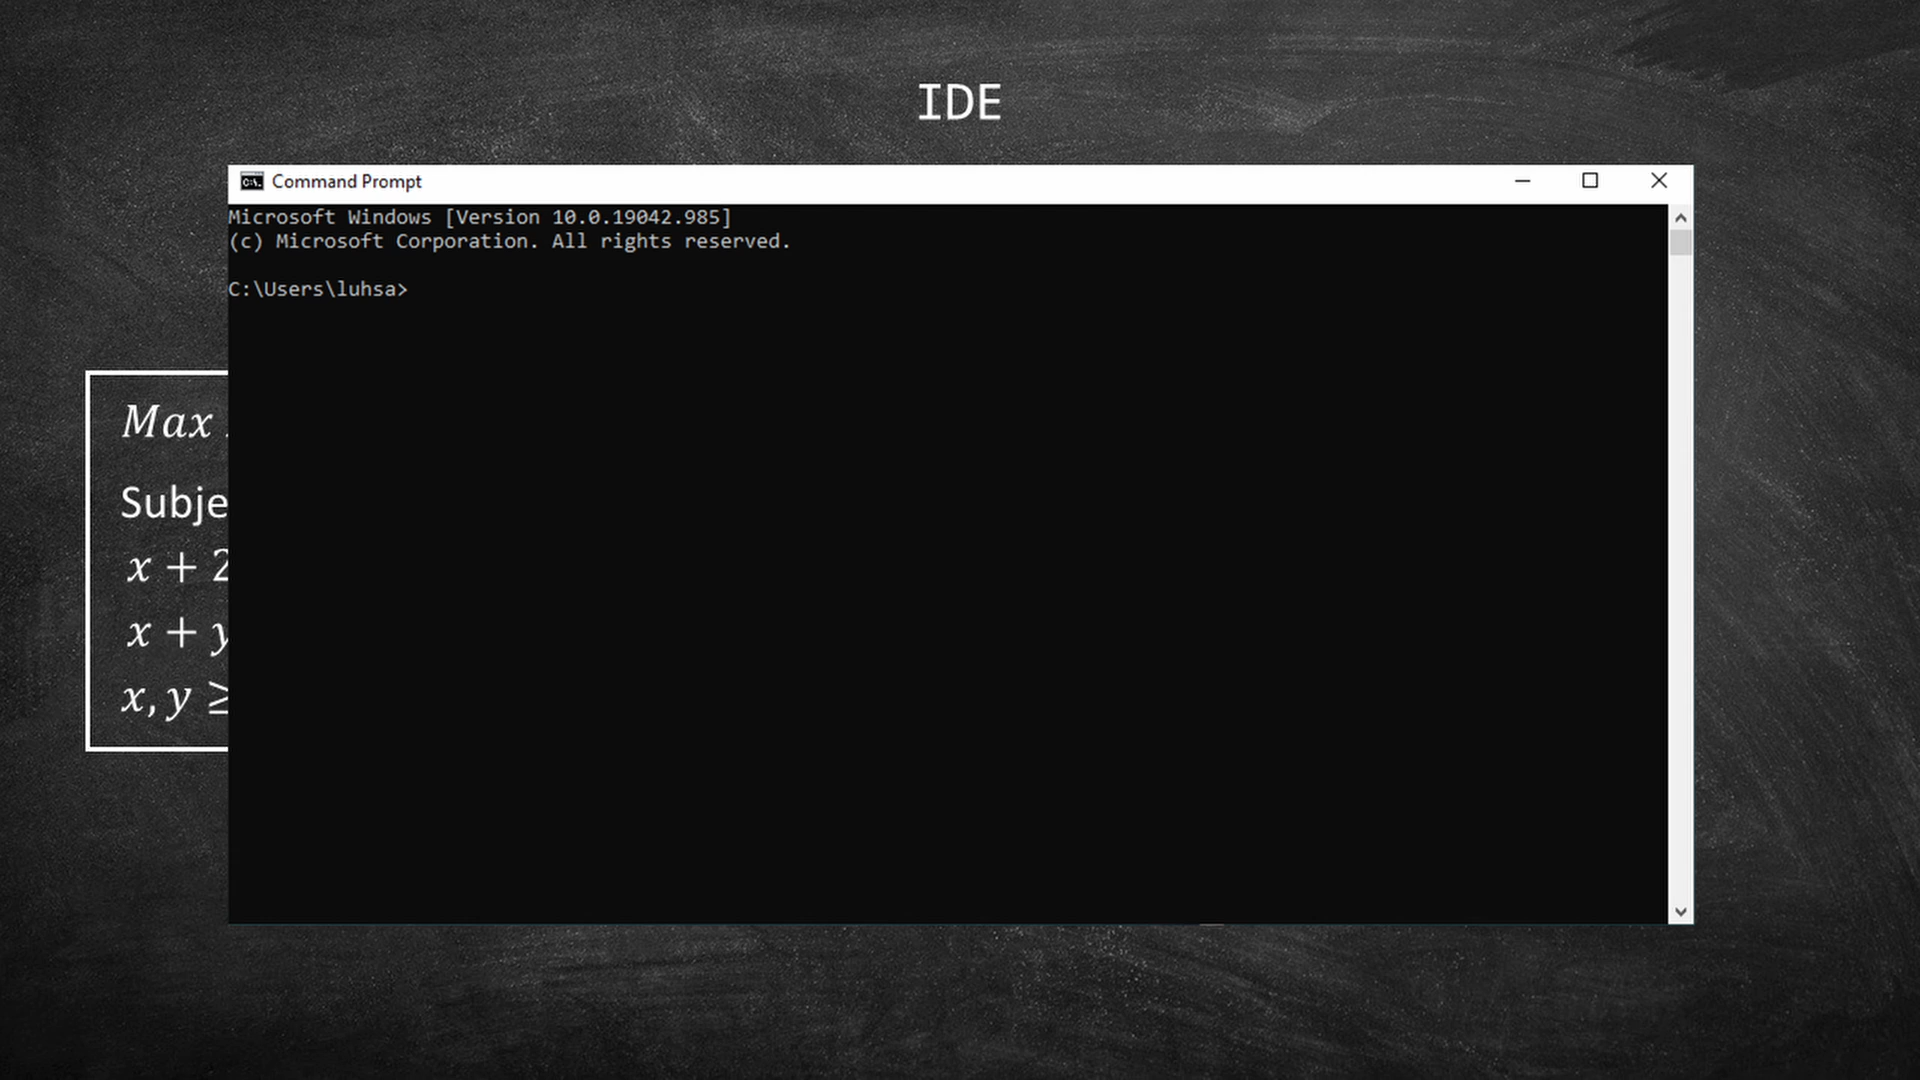 IDE
Command Prompt
Microsoft Windows [Version 10.0.19042.985]
(c) Microsoft Corporation. All rights reserved.
C:\Users\luhsa>
Max
x + 2
x + y
x, y ≥